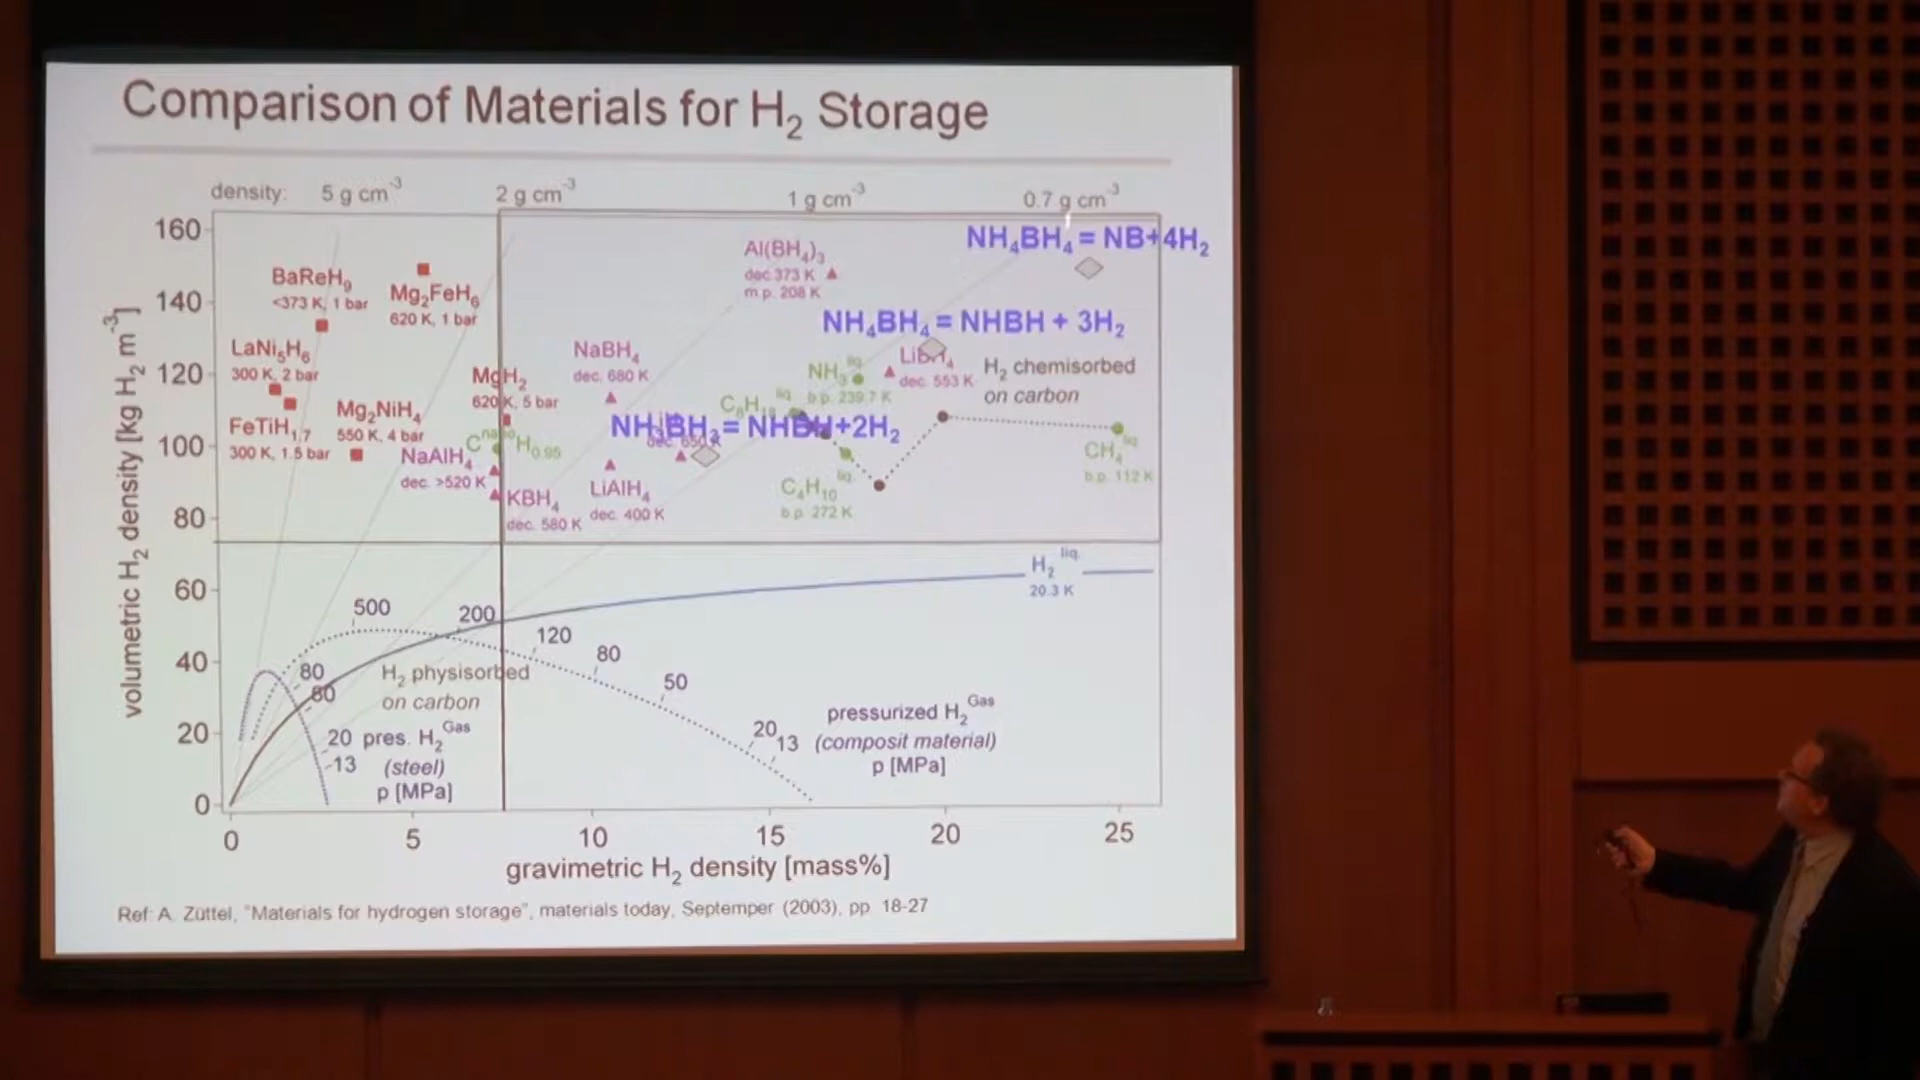 Comparison of Materials for H2 Storage
density: 5 g cm-3 2 g cm-3 1 g cm-3 0.7 g cm-3
volumetric H2 density [kg H2 m-3]
160
140
120
100
80
60
40
20
0
NH4BH4 = NB+4H2
Al(BH4)3
dec.373 K
m.p. 208 K
BaReH9
<373 K, 1 bar
Mg2FeH6
620 K, 1 bar
NH4BH4 = NHBH + 3H2
LaNi5H6
300 K, 2 bar
NaBH4
dec. 680 K
MgH2
620 K, 5 bar
NH3 liq.
b.p. 239.7 K
LiBH4
dec. 553 K
H2 chemisorbed
on carbon
FeTiH1.7
300 K, 1.5 bar
Mg2NiH4
550 K, 4 bar
liq.
NH3BH3 = NHBH+2H2
dec. 650 K
NaAlH4
dec. >520 K
Cnano H0.95
CH4 liq.
b.p. 112 K
KBH4
dec. 580 K
LiAlH4
dec. 400 K
C4H10 liq.
b.p. 272 K
H2 liq.
20.3 K
500
200
120
80
50
20
13
80
80
H2 physisorbed
on carbon
20 pres. H2 Gas
13 (steel)
p [MPa]
pressurized H2 Gas
(composit material)
p [MPa]
0 5 10 15 20 25
gravimetric H2 density [mass%]
Ref: A. Züttel, "Materials for hydrogen storage", materials today, Septemper (2003), pp. 18-27